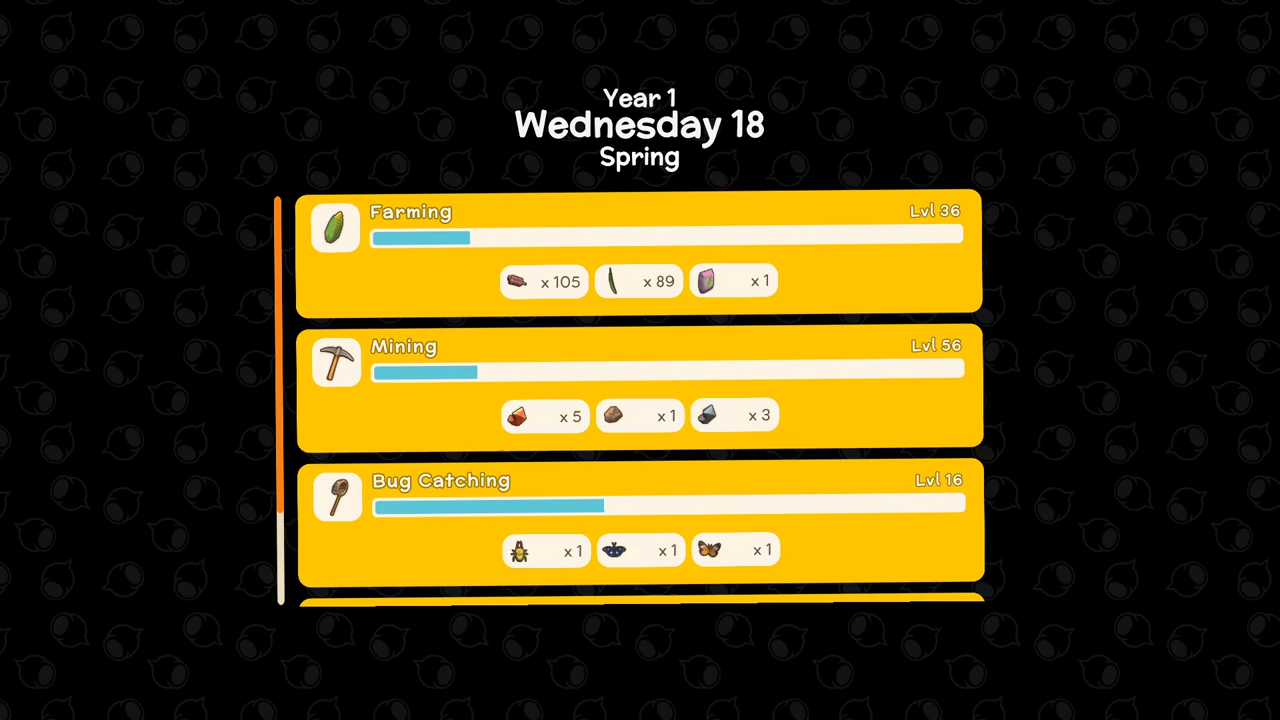 Year 1
Wednesday 18
Spring
Farming Lvl 36
x 105 x 89 x 1
Mining Lvl 56
x 5 x 1 x 3
Bug Catching Lvl 16
x 1 x 1 x 1